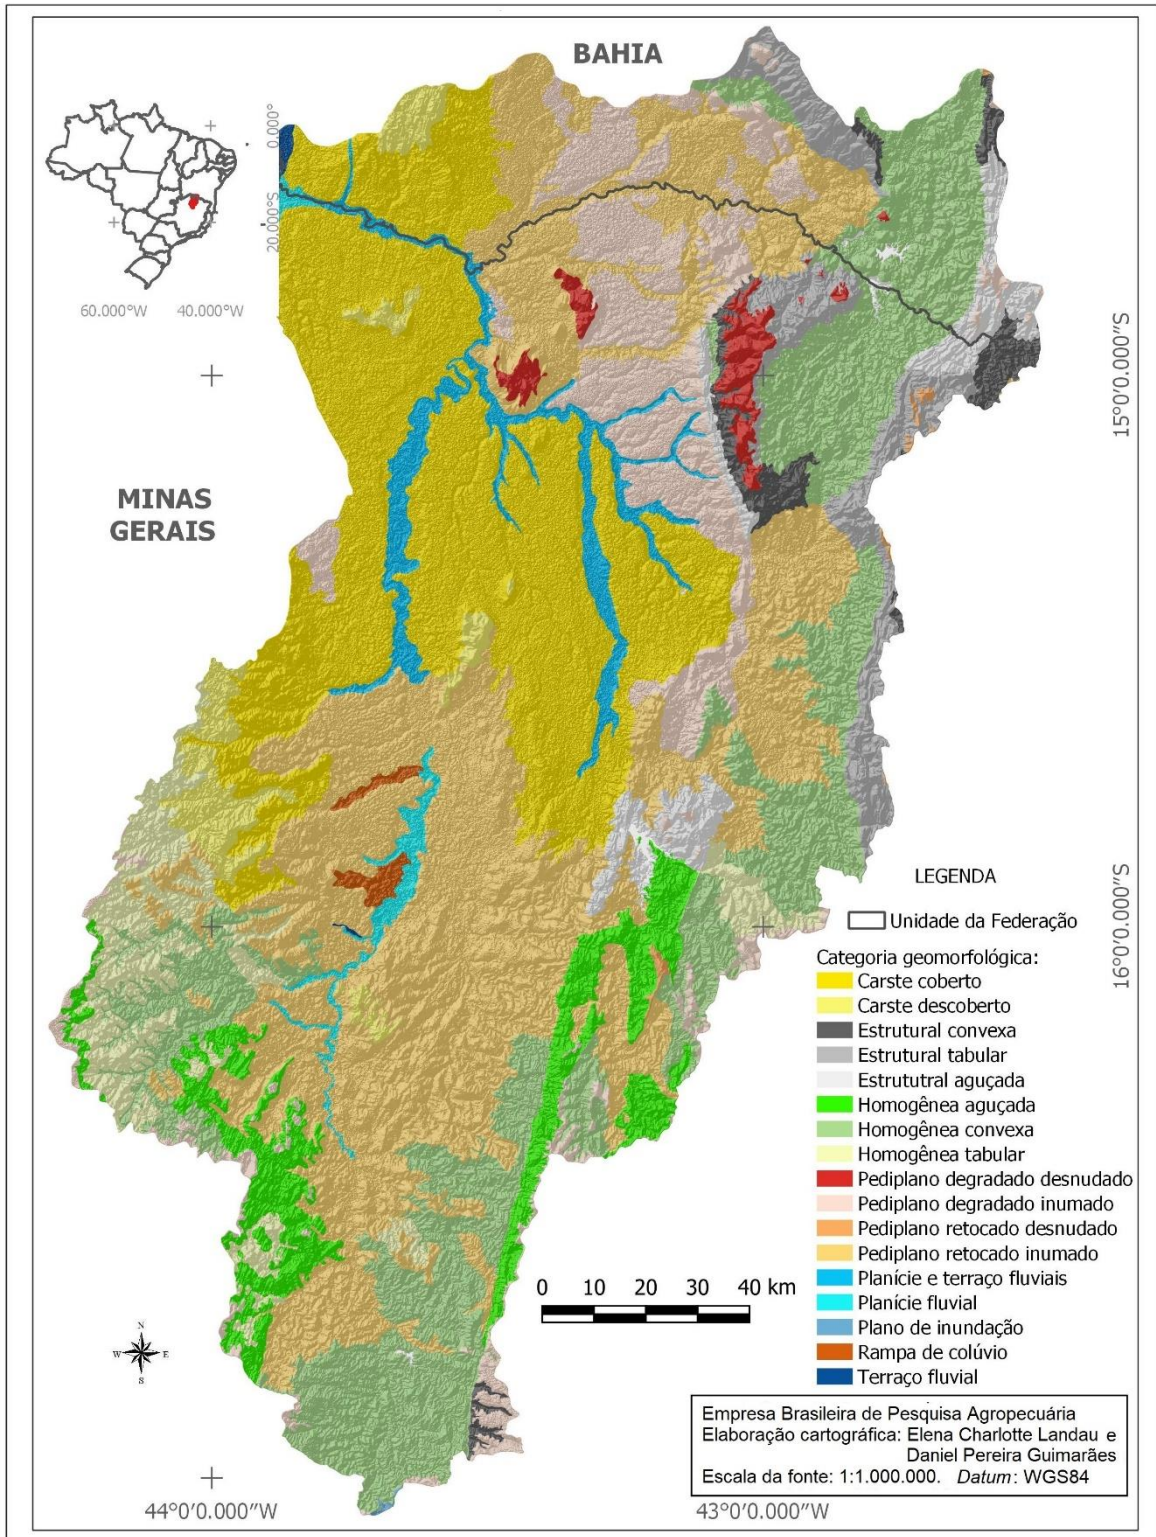 BAHIA
0.000°
20.000°S
60.000°W 40.000°W
MINAS
GERAIS
15°0'0.000"S
16°0'0.000"S
LEGENDA
Unidade da Federação
Categoria geomorfológica:
Carste coberto
Carste descoberto
Estrutural convexa
Estrutural tabular
Estrututral aguçada
Homogênea aguçada
Homogênea convexa
Homogênea tabular
Pediplano degradado desnudado
Pediplano degradado inumado
Pediplano retocado desnudado
Pediplano retocado inumado
Planície e terraço fluviais
Planície fluvial
Plano de inundação
Rampa de colúvio
Terraço fluvial
0 10 20 30 40 km
N
W E
S
Empresa Brasileira de Pesquisa Agropecuária
Elaboração cartográfica: Elena Charlotte Landau e
Daniel Pereira Guimarães
Escala da fonte: 1:1.000.000. Datum: WGS84
44°0'0.000"W 43°0'0.000"W